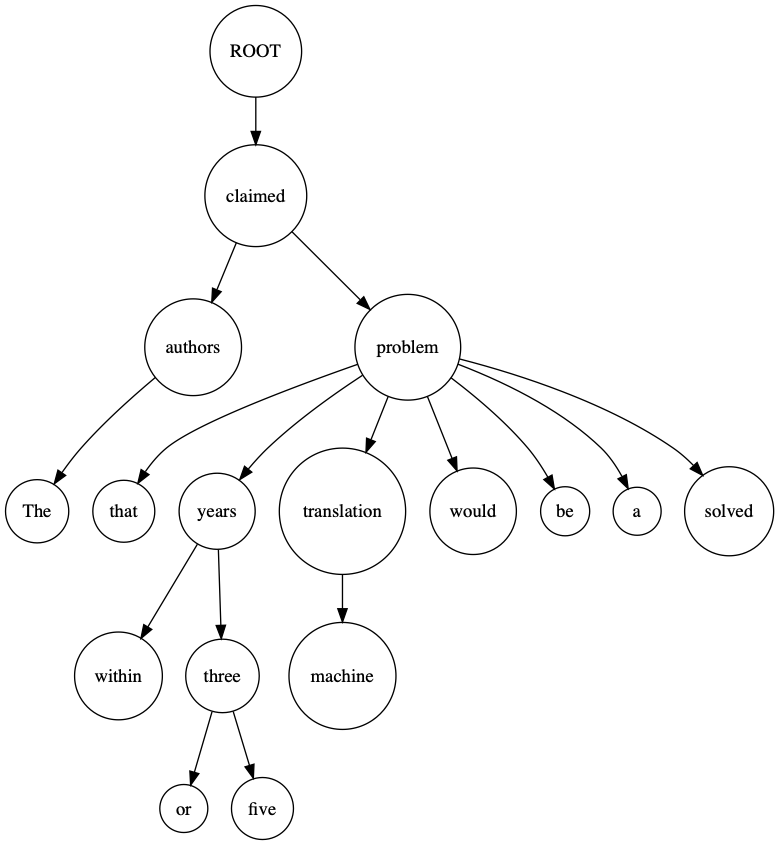 ROOT
claimed
authors problem
The that years translation would be a solved
within three machine
or five